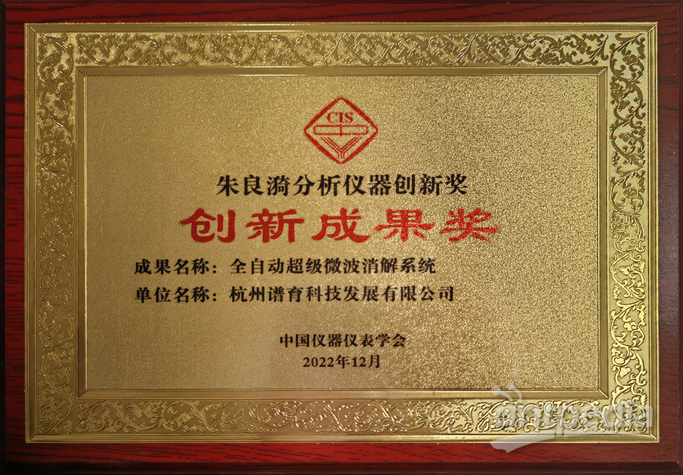 CIS
朱良漪分析仪器创新奖
创新成果奖
成果名称：全自动超级微波消解系统
单位名称：杭州谱育科技发展有限公司
中国仪器仪表学会
2022年12月
antpedia